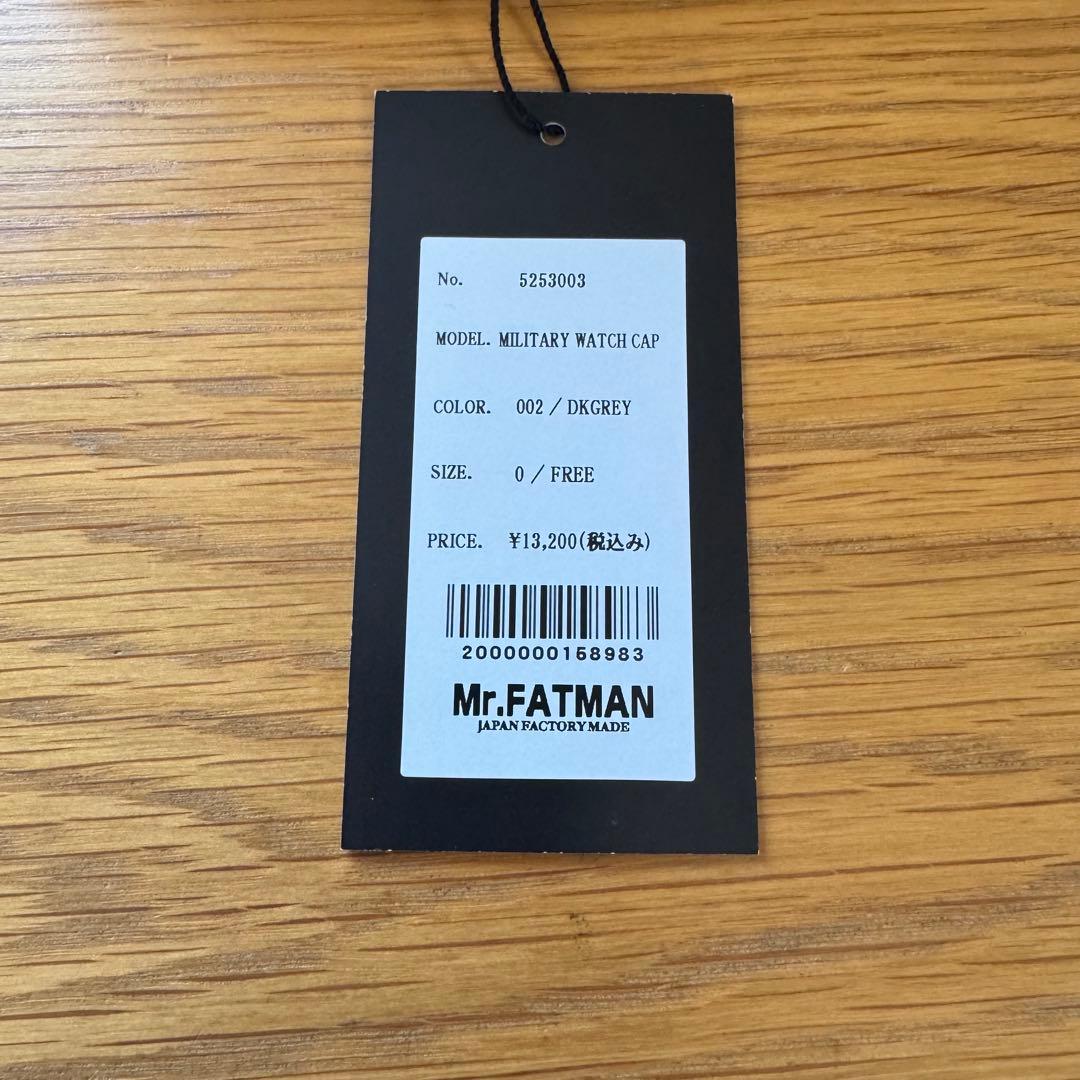 No. 5253003
MODEL. MILITARY WATCH CAP
COLOR. 002 / DKGREY
SIZE. 0 / FREE
PRICE. ¥13,200(税込み)
2000000158983
Mr.FATMAN
JAPAN FACTORY MADE